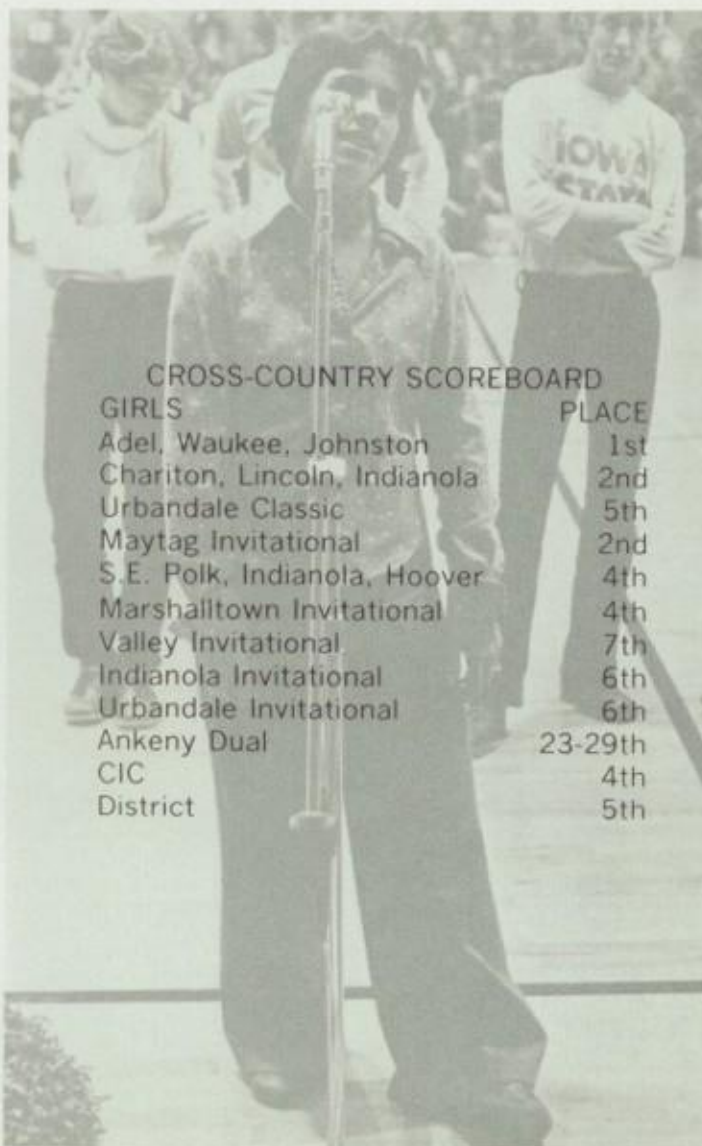 IOWA
STATE
CROSS-COUNTRY SCOREBOARD
GIRLS PLACE
Adel, Waukee, Johnston 1st
Chariton, Lincoln, Indianola 2nd
Urbandale Classic 5th
Maytag Invitational 2nd
S.E. Polk, Indianola, Hoover 4th
Marshalltown Invitational 4th
Valley Invitational 7th
Indianola Invitational 6th
Urbandale Invitational 6th
Ankeny Dual 23-29th
CIC 4th
District 5th